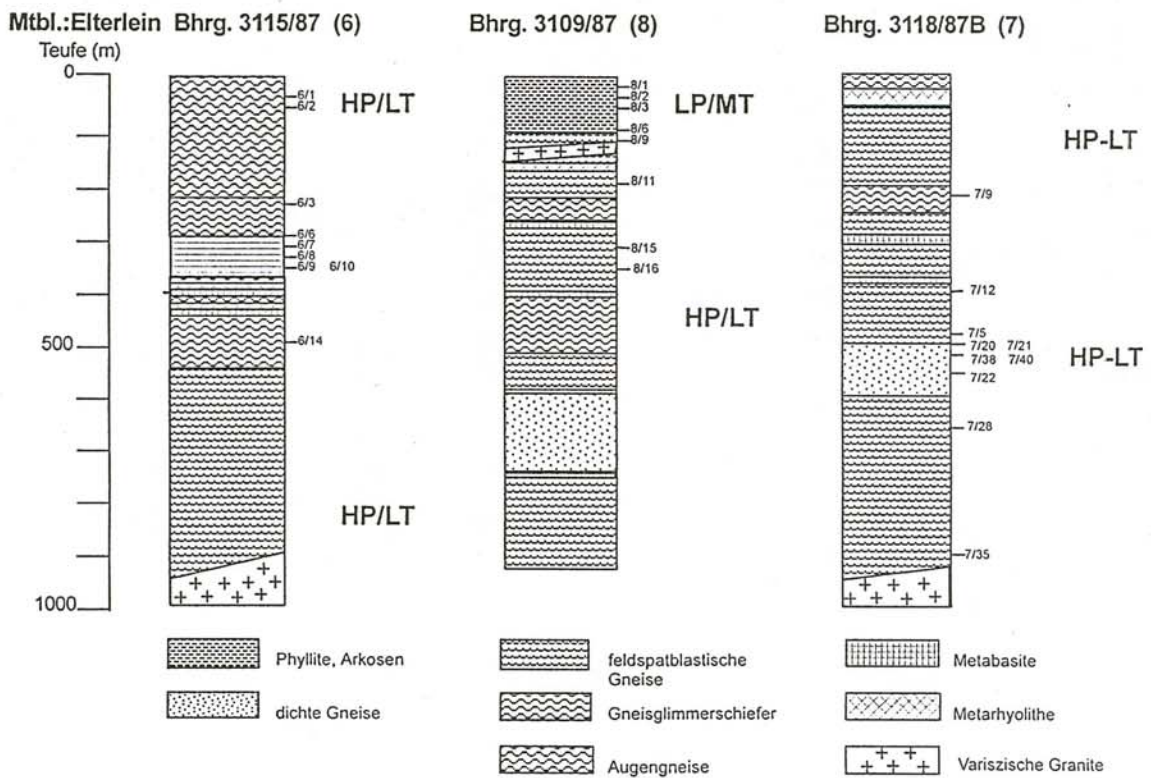 Mtbl.:Elterlein Bhrg. 3115/87 (6) Bhrg. 3109/87 (8) Bhrg. 3118/87B (7)
Teufe (m)
0
500
1000
6/1
6/2
HP/LT
6/3
6/6
6/7
6/8
6/9 6/10
6/14
HP/LT
8/1
8/2
8/3
8/6
8/9
LP/MT
8/11
8/15
8/16
HP/LT
HP-LT
7/9
7/12
7/5
7/20 7/21
7/38 7/40
7/22
HP-LT
7/28
7/35
Phyllite, Arkosen
dichte Gneise
feldspatblastische
Gneise
Gneisglimmerschiefer
Augengneise
Metabasite
Metarhyolithe
Variszische Granite